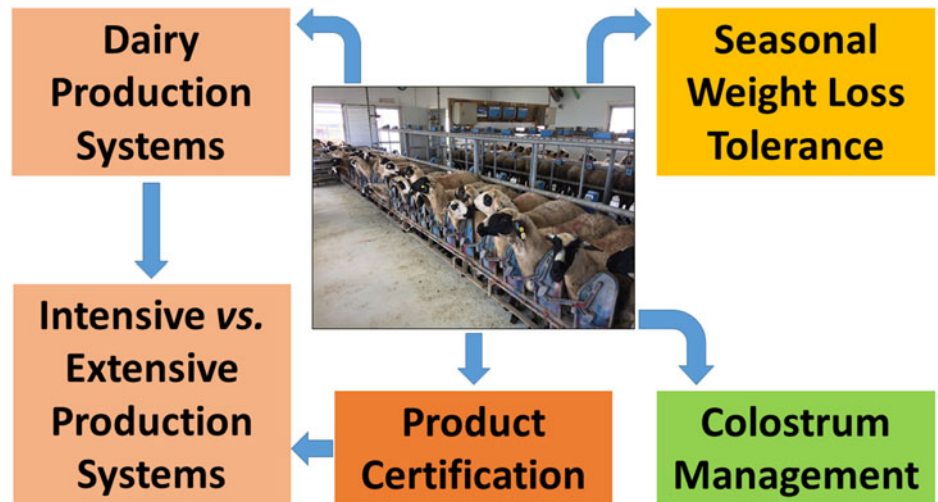 Dairy
Production
Systems
Seasonal
Weight Loss
Tolerance
Intensive vs.
Extensive
Production
Systems
Product
Certification
Colostrum
Management